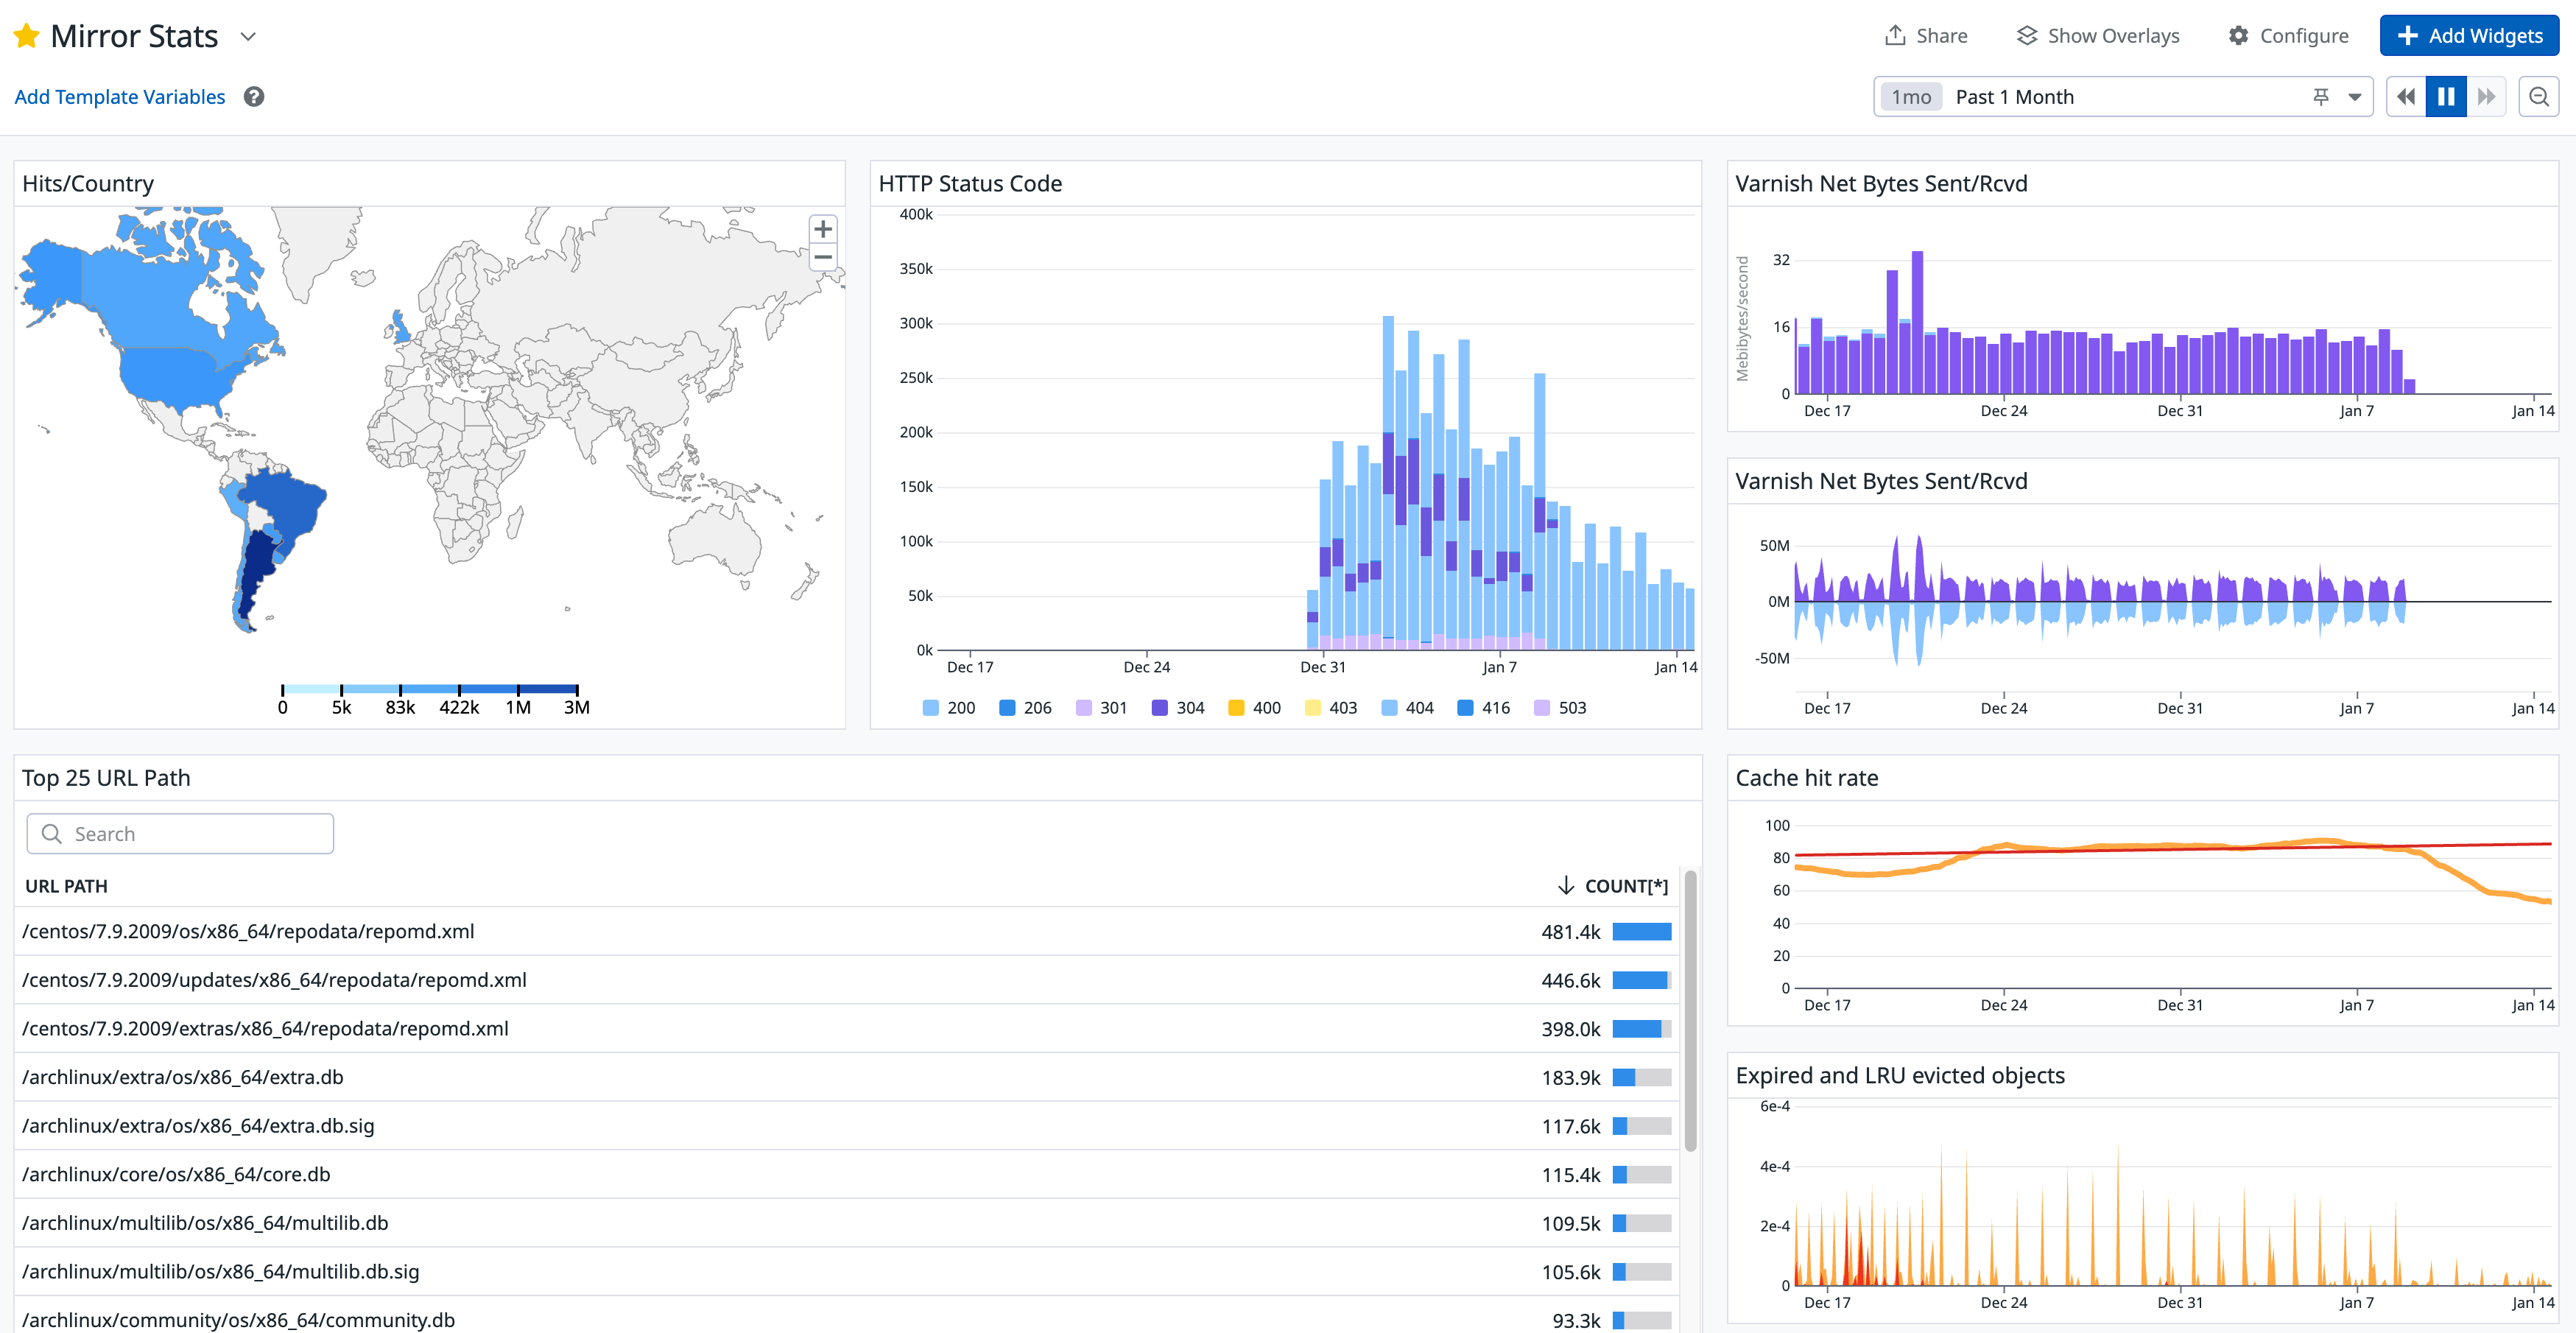 Mirror Stats
Share
Show Overlays
Configure
Add Widgets
Add Template Variables
?
1mo Past 1 Month
Hits/Country
+
−
0 5k 83k 422k 1M 3M
HTTP Status Code
400k
350k
300k
250k
200k
150k
100k
50k
0k
Dec 17 Dec 24 Dec 31 Jan 7 Jan 14
200 206 301 304 400 403 404 416 503
Varnish Net Bytes Sent/Rcvd
Mebibytes/second
32
16
0
Dec 17 Dec 24 Dec 31 Jan 7 Jan 14
Varnish Net Bytes Sent/Rcvd
50M
0M
-50M
Dec 17 Dec 24 Dec 31 Jan 7 Jan 14
Top 25 URL Path
Search
URL PATH COUNT[*]
/centos/7.9.2009/os/x86_64/repodata/repomd.xml 481.4k
/centos/7.9.2009/updates/x86_64/repodata/repomd.xml 446.6k
/centos/7.9.2009/extras/x86_64/repodata/repomd.xml 398.0k
/archlinux/extra/os/x86_64/extra.db 183.9k
/archlinux/extra/os/x86_64/extra.db.sig 117.6k
/archlinux/core/os/x86_64/core.db 115.4k
/archlinux/multilib/os/x86_64/multilib.db 109.5k
/archlinux/multilib/os/x86_64/multilib.db.sig 105.6k
/archlinux/community/os/x86_64/community.db 93.3k
Cache hit rate
100
80
60
40
20
0
Dec 17 Dec 24 Dec 31 Jan 7 Jan 14
Expired and LRU evicted objects
6e-4
4e-4
2e-4
0
Dec 17 Dec 24 Dec 31 Jan 7 Jan 14